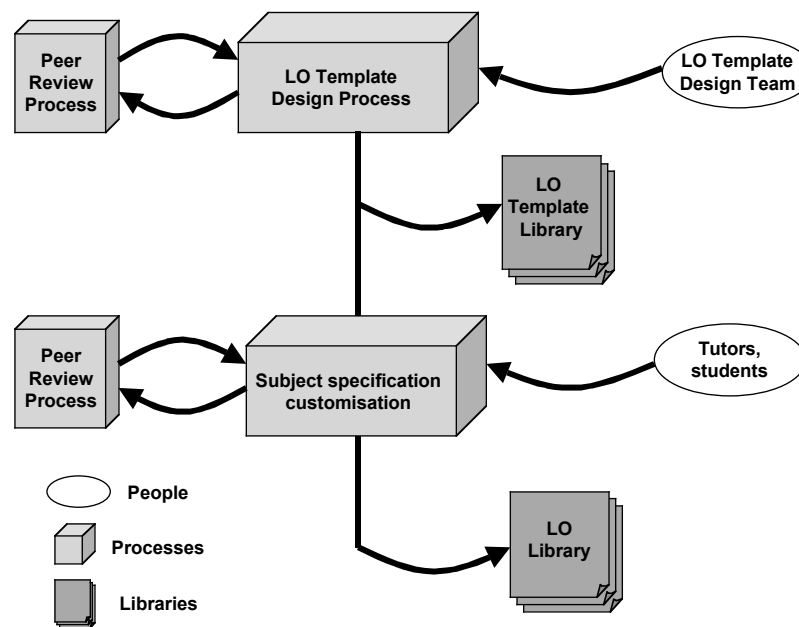 Peer
Review
Process
LO Template
Design Process
LO Template
Design Team
LO
Template
Library
Peer
Review
Process
Subject specification
customisation
Tutors,
students
People
Processes
Libraries
LO
Library